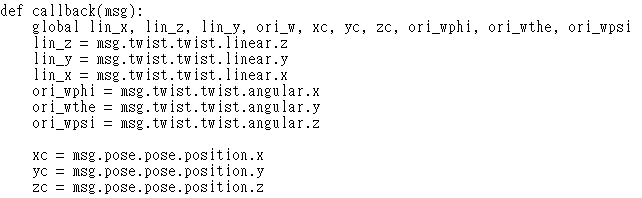 def callback(msg):
    global lin_x, lin_z, lin_y, ori_w, xc, yc, zc, ori_wphi, ori_wthe, ori_wpsi
    lin_z = msg.twist.twist.linear.z
    lin_y = msg.twist.twist.linear.y
    lin_x = msg.twist.twist.linear.x
    ori_wphi = msg.twist.twist.angular.x
    ori_wthe = msg.twist.twist.angular.y
    ori_wpsi = msg.twist.twist.angular.z

    xc = msg.pose.pose.position.x
    yc = msg.pose.pose.position.y
    zc = msg.pose.pose.position.z